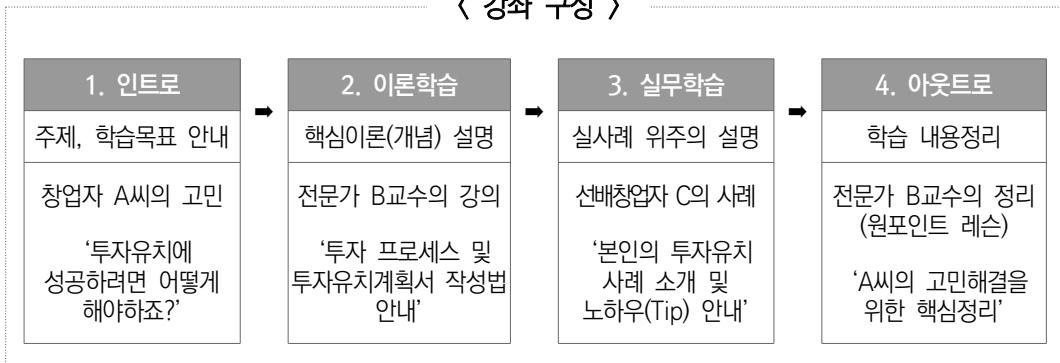 < 강좌 구성 >
1. 인트로
주제, 학습목표 안내
창업자 A씨의 고민
‘투자유치에
성공하려면 어떻게
해야하죠?’
➡
2. 이론학습
핵심이론(개념) 설명
전문가 B교수의 강의
‘투자 프로세스 및
투자유치계획서 작성법
안내’
➡
3. 실무학습
실사례 위주의 설명
선배창업자 C의 사례
‘본인의 투자유치
사례 소개 및
노하우(Tip) 안내’
➡
4. 아웃트로
학습 내용정리
전문가 B교수의 정리
(원포인트 레슨)
‘A씨의 고민해결을
위한 핵심정리’